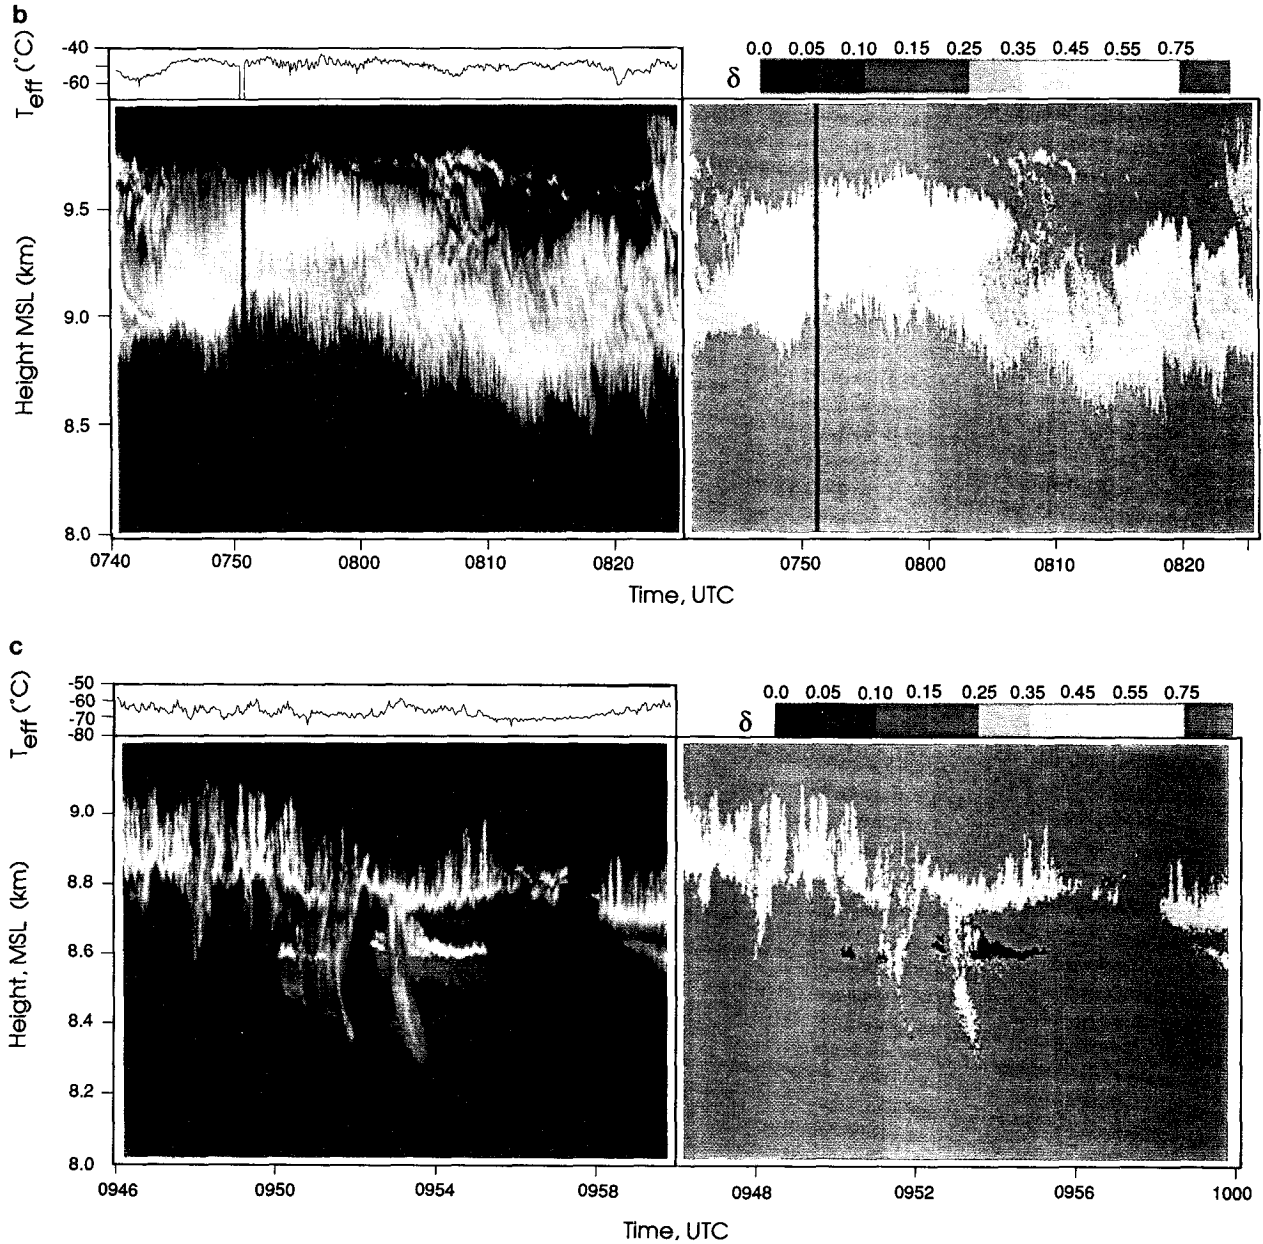 b
T eff (°C)
-40
-60
0.0 0.05 0.10 0.15 0.25 0.35 0.45 0.55 0.75
δ
Height MSL (km)
9.5
9.0
8.5
8.0
0740 0750 0800 0810 0820
0750 0800 0810 0820
Time, UTC
c
T eff (°C)
-50
-60
-70
-80
0.0 0.05 0.10 0.15 0.25 0.35 0.45 0.55 0.75
δ
Height, MSL (km)
9.0
8.8
8.6
8.4
8.2
8.0
0946 0950 0954 0958
0948 0952 0956 1000
Time, UTC